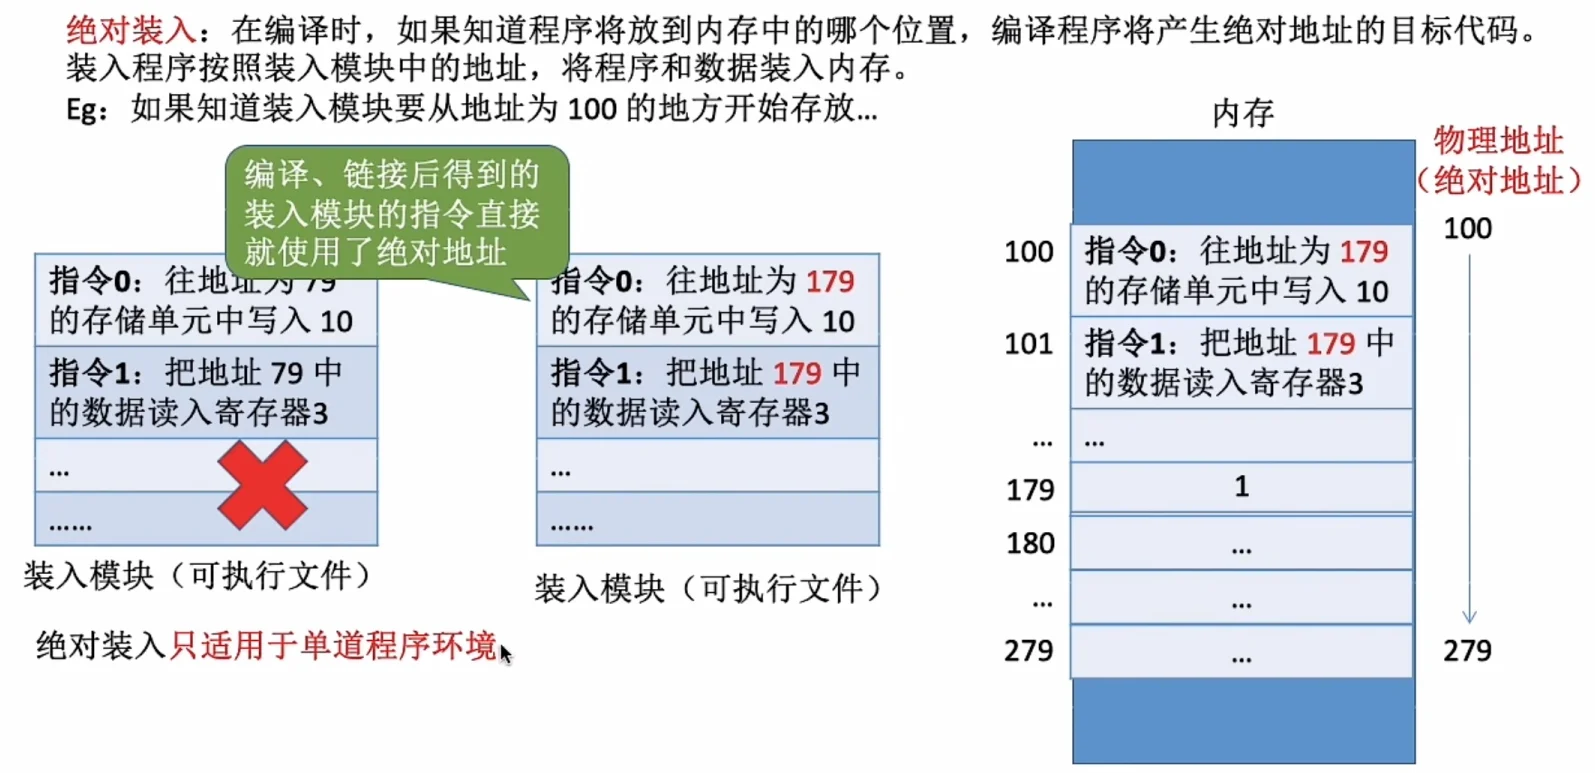 绝对装入：在编译时，如果知道程序将放到内存中的哪个位置，编译程序将产生绝对地址的目标代码。
装入程序按照装入模块中的地址，将程序和数据装入内存。
Eg：如果知道装入模块要从地址为 100 的地方开始存放...
编译、链接后得到的
装入模块的指令直接
就使用了绝对地址
指令0：往地址为 79
的存储单元中写入 10
指令1：把地址 79 中
的数据读入寄存器3
...
......
装入模块（可执行文件）
指令0：往地址为 179
的存储单元中写入 10
指令1：把地址 179 中
的数据读入寄存器3
...
......
装入模块（可执行文件）
绝对装入只适用于单道程序环境
内存
物理地址
（绝对地址）
100
指令0：往地址为 179
的存储单元中写入 10
100
101
指令1：把地址 179 中
的数据读入寄存器3
...
...
179
1
180
...
...
...
279
...
279